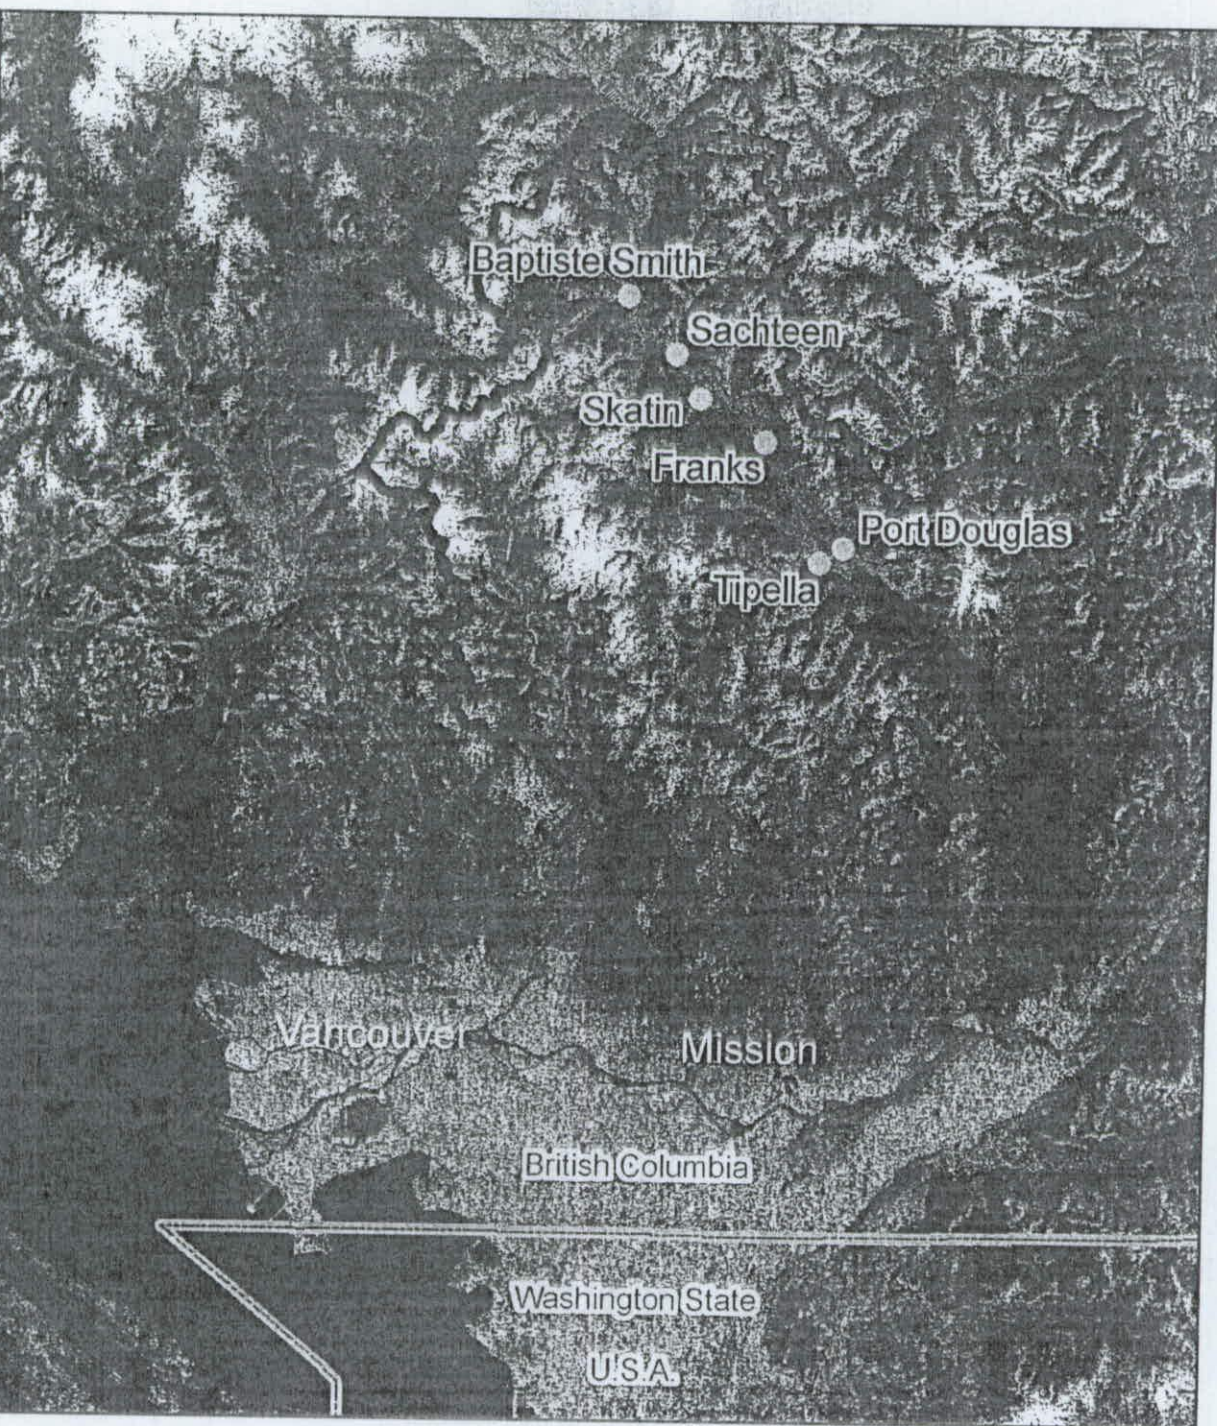 Baptiste Smith
Sachteen
Skatin
Franks
Port Douglas
Tipella
Vancouver
Mission
British Columbia
Washington State
U.S.A.